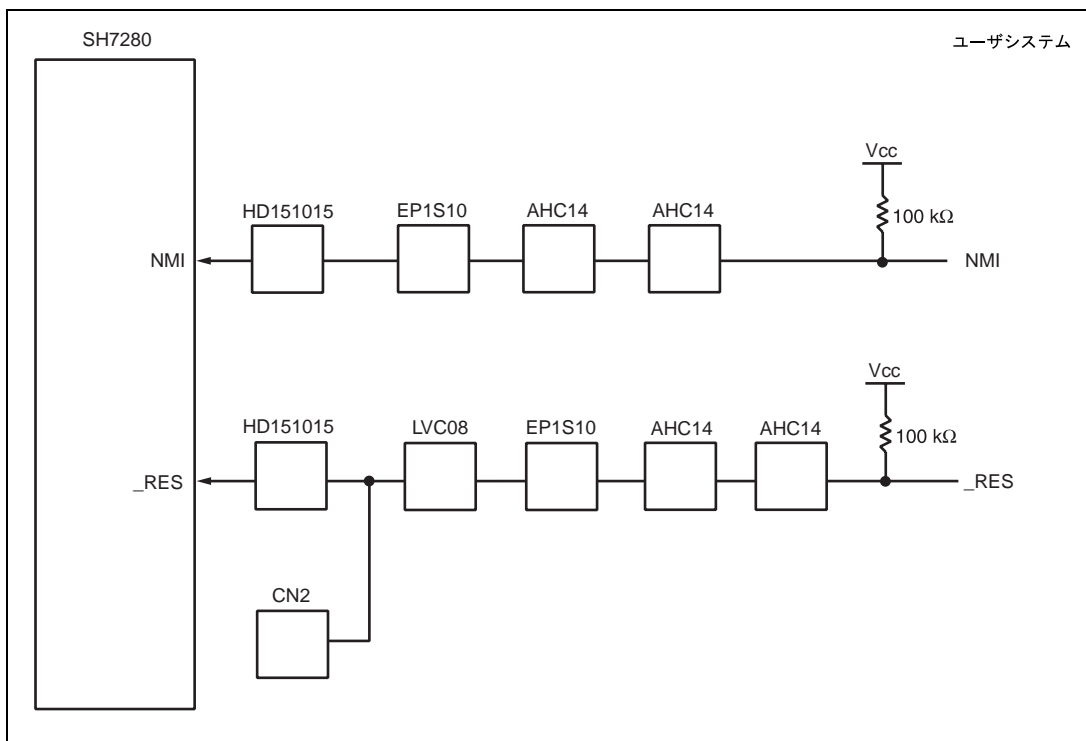 SH7280
ユーザシステム
Vcc
100 kΩ
HD151015
EP1S10
AHC14
AHC14
NMI
NMI
Vcc
100 kΩ
HD151015
LVC08
EP1S10
AHC14
AHC14
_RES
_RES
CN2